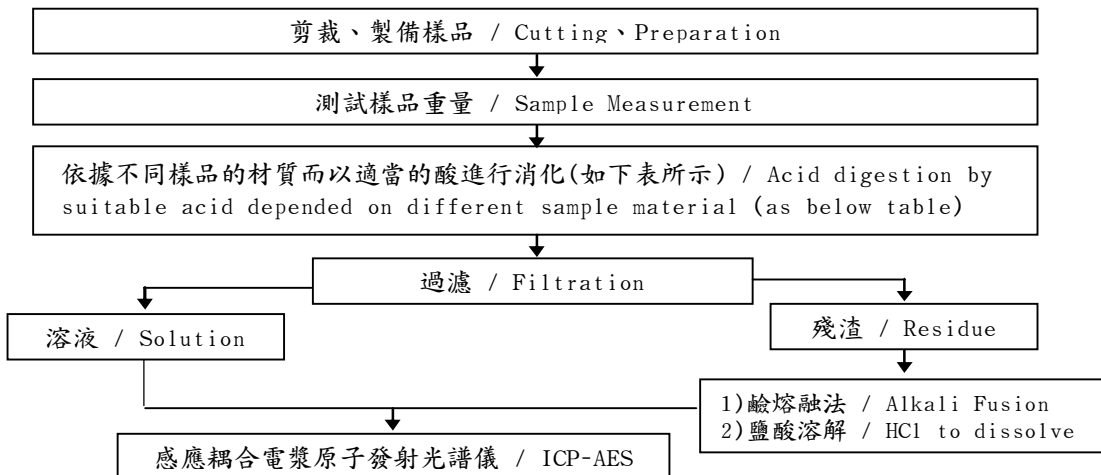 剪裁、製備樣品 / Cutting、Preparation
測試樣品重量 / Sample Measurement
依據不同樣品的材質而以適當的酸進行消化(如下表所示) / Acid digestion by
suitable acid depended on different sample material (as below table)
過濾 / Filtration
溶液 / Solution
殘渣 / Residue
1)鹼熔融法 / Alkali Fusion
2)鹽酸溶解 / HCl to dissolve
感應耦合電漿原子發射光譜儀 / ICP-AES